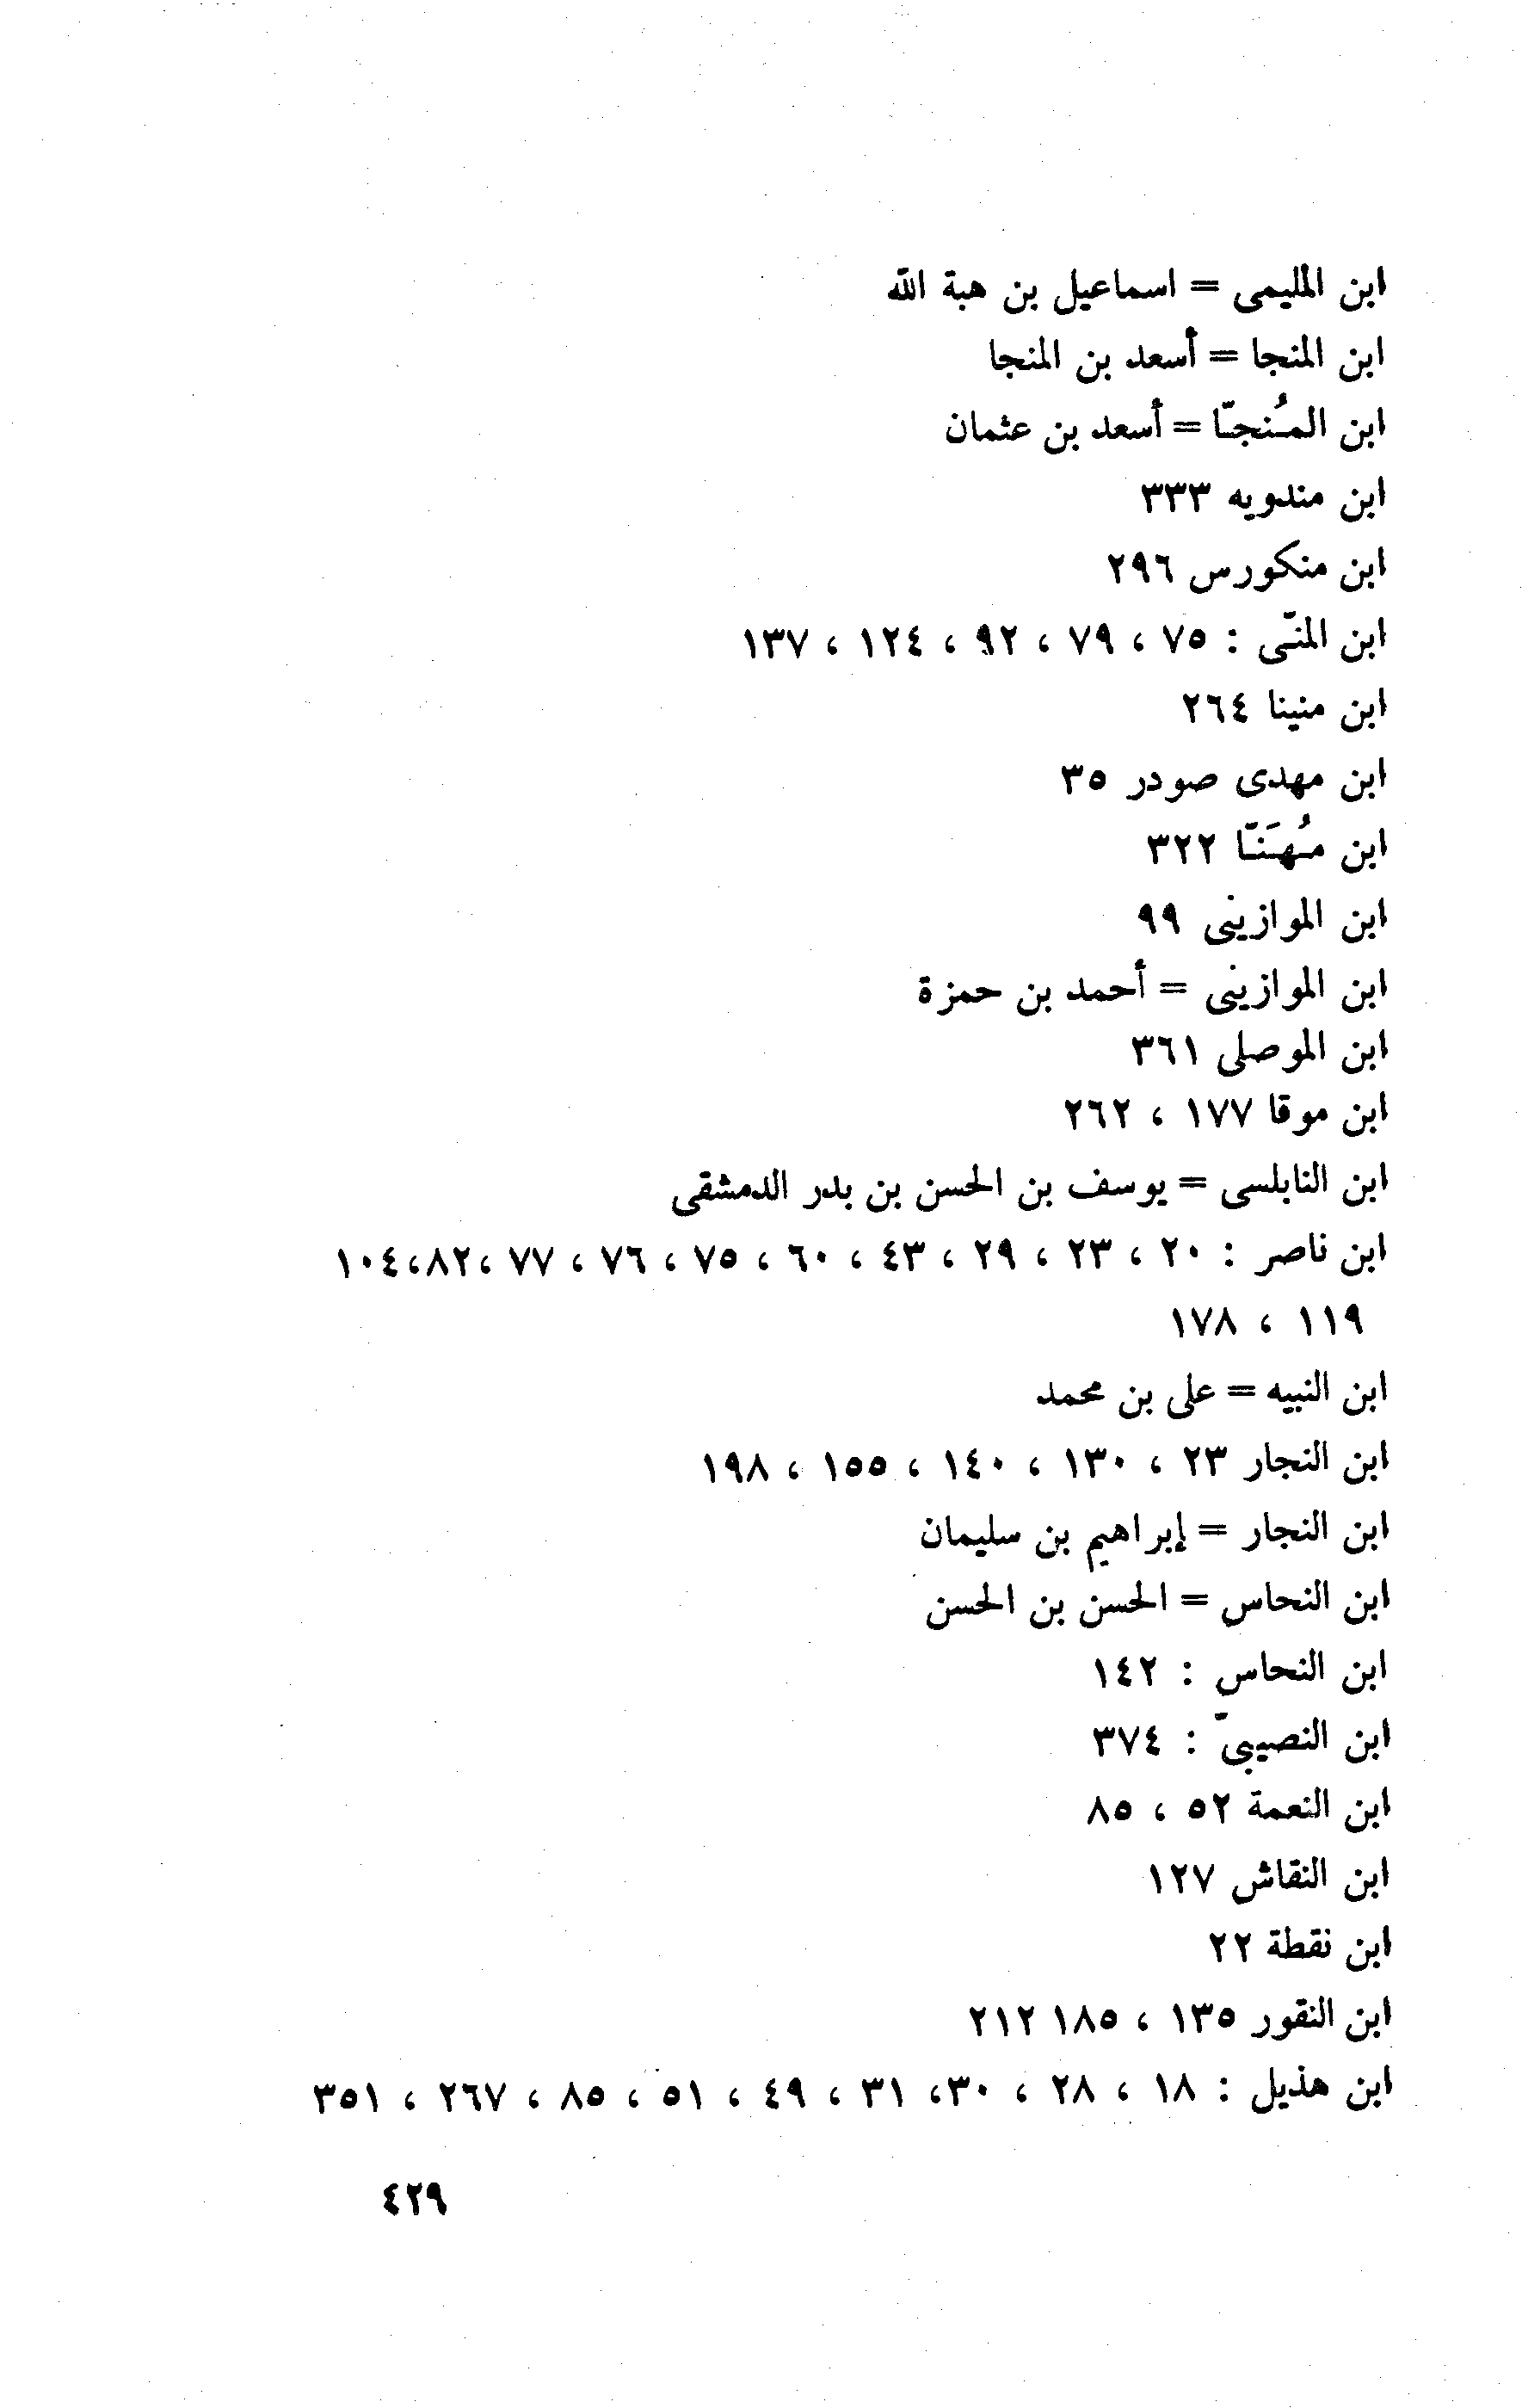 ابن المليمى = اسماعيل بن هبة الله
ابن المنجا = أسعد بن المنجا
ابن المُنجّا = أسعد بن عثمان
ابن مندويه ٣٣٣
ابن منكورس ٢٩٦
ابن المنّى : ٧٥ ، ٧٩ ، ٩٢ ، ١٢٤ ، ١٣٧
ابن منينا ٢٦٤
ابن مهدى صودر ٣٥
ابن مُهَنّا ٣٢٢
ابن الموازينى ٩٩
ابن الموازينى = أحمد بن حمزة
ابن الموصلى ٣٦١
ابن موقا ١٧٧ ، ٢٦٢
ابن النابلسى = يوسف بن الحسن بن بدر الدمشقى
ابن ناصر : ٢٠ ، ٢٣ ، ٢٩ ، ٤٣ ، ٦٠ ، ٧٥ ، ٧٦ ، ٧٧ ،٨٢،١٠٤
١١٩ ، ١٧٨
ابن النبيه = على بن محمد
ابن النجار ٢٣ ، ١٣٠ ، ١٤٠ ، ١٥٥ ، ١٩٨
ابن النجار = إبراهيم بن سليمان
ابن النحاس = الحسن بن الحسن
ابن النحاس : ١٤٢
ابن النصيبىّ : ٣٧٤
ابن النعمة ٥٢ ، ٨٥
ابن النقاش ١٢٧
ابن نقطة ٢٢
ابن النقور ١٣٥ ، ١٨٥ ٢١٢
ابن هذيل : ١٨ ، ٢٨ ، ٣٠، ٣١ ، ٤٩ ، ٥١ ، ٨٥ ، ٢٦٧ ، ٣٥١
٤٢٩